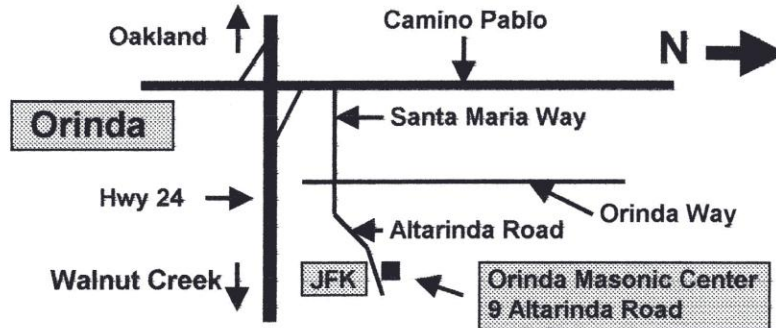 Oakland
Camino Pablo
N
Orinda
Santa Maria Way
Hwy 24
Orinda Way
Altarinda Road
Walnut Creek
JFK
Orinda Masonic Center
9 Altarinda Road